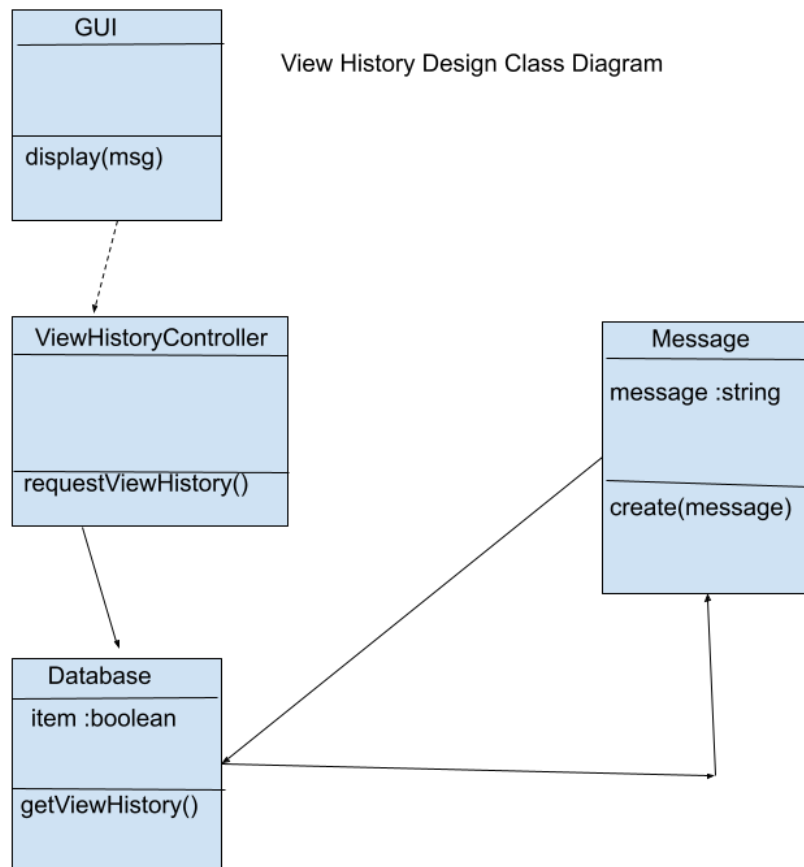 GUI
View History Design Class Diagram
display(msg)
ViewHistoryController
requestViewHistory()
Message
message :string
create(message)
Database
item :boolean
getViewHistory()